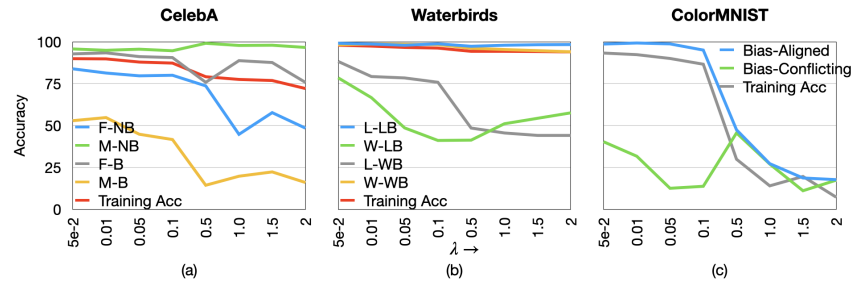 CelebA
Waterbirds
ColorMNIST
Accuracy
100
75
50
25
0
F-NB
M-NB
F-B
M-B
Training Acc
5e-2
0.01
0.05
0.1
0.5
1.0
1.5
2
(a)
L-LB
W-LB
L-WB
W-WB
Training Acc
5e-2
0.01
0.05
0.1
0.5
1.0
1.5
2
λ →
(b)
Bias-Aligned
Bias-Conflicting
Training Acc
5e-2
0.01
0.05
0.1
0.5
1.0
1.5
2
(c)